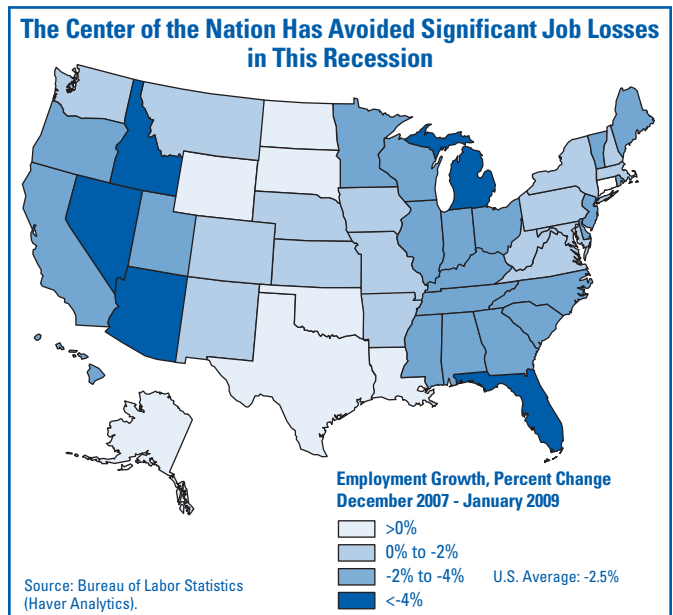 The Center of the Nation Has Avoided Significant Job Losses
in This Recession
Employment Growth, Percent Change
December 2007 - January 2009
>0%
0% to -2%
-2% to -4% U.S. Average: -2.5%
<-4%
Source: Bureau of Labor Statistics
(Haver Analytics).